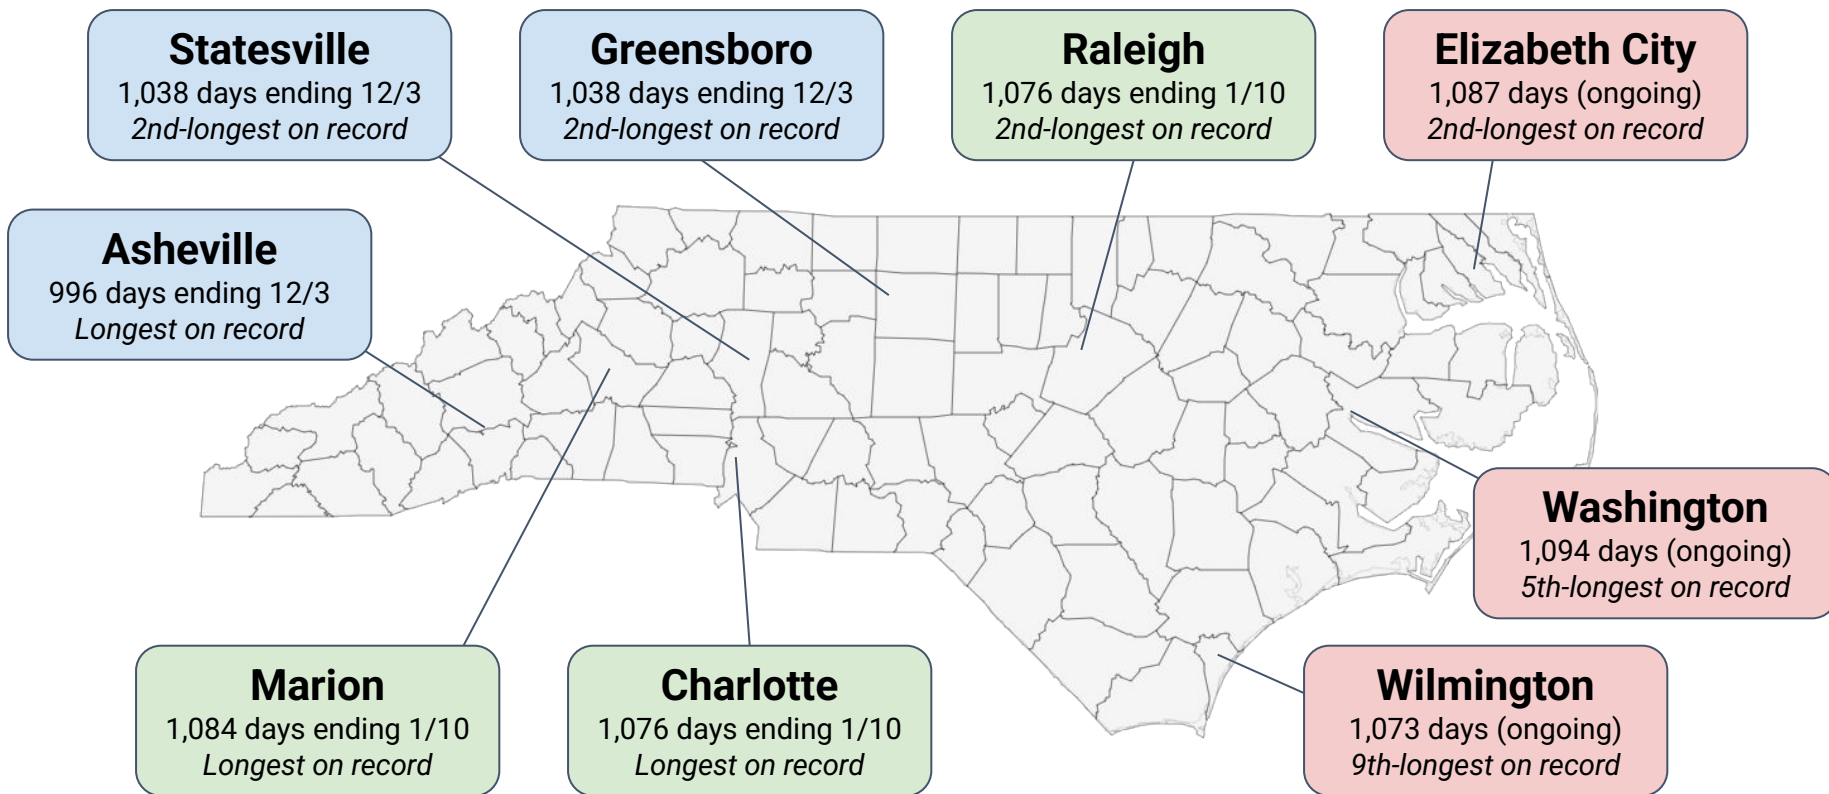 Statesville
1,038 days ending 12/3
2nd-longest on record
Greensboro
1,038 days ending 12/3
2nd-longest on record
Raleigh
1,076 days ending 1/10
2nd-longest on record
Elizabeth City
1,087 days (ongoing)
2nd-longest on record
Asheville
996 days ending 12/3
Longest on record
Washington
1,094 days (ongoing)
5th-longest on record
Marion
1,084 days ending 1/10
Longest on record
Charlotte
1,076 days ending 1/10
Longest on record
Wilmington
1,073 days (ongoing)
9th-longest on record